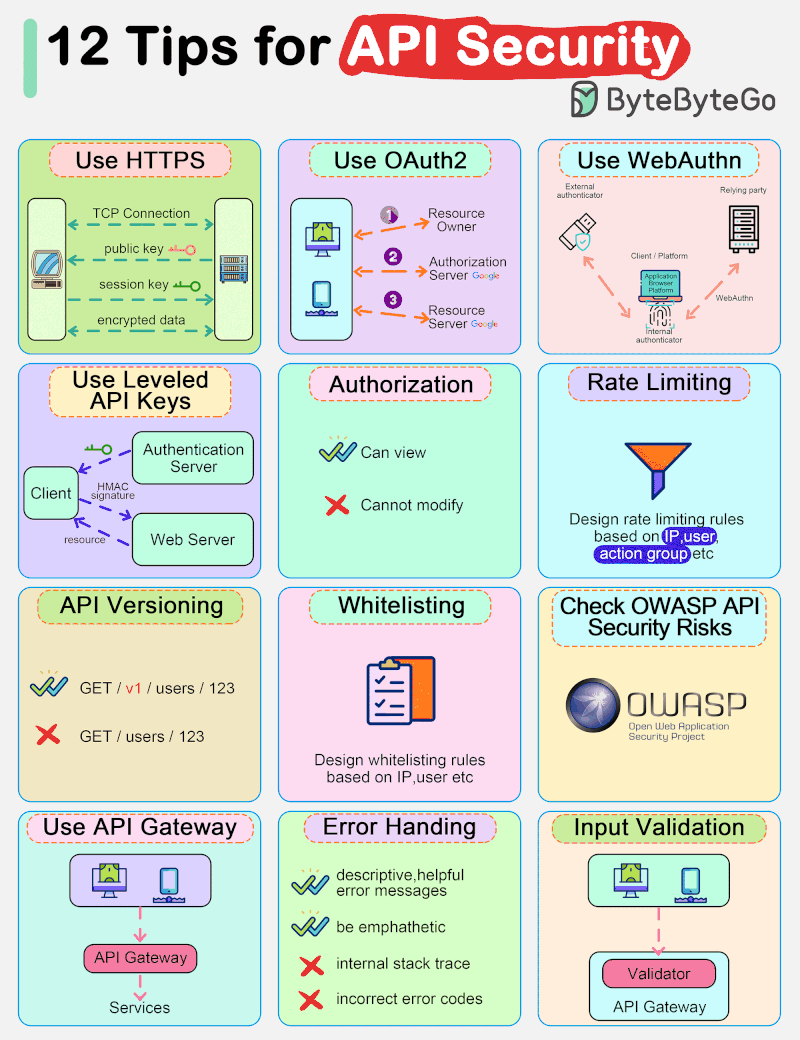 12 Tips for API Security
ByteByteGo
Use HTTPS
TCP Connection
public key
session key
encrypted data
Use OAuth2
1
Resource
Owner
2
Authorization
Server Google
3
Resource
Server Google
Use WebAuthn
External
authenticator
Relying party
Client / Platform
Application
Browser
Platform
WebAuthn
Internal
authenticator
Use Leveled
API Keys
Authentication
Server
Client
HMAC
signature
resource
Web Server
Authorization
Can view
Cannot modify
Rate Limiting
Design rate limiting rules
based on IP,user,
action group etc
API Versioning
GET / v1 / users / 123
GET / users / 123
Whitelisting
Design whitelisting rules
based on IP,user etc
Check OWASP API
Security Risks
OWASP
Open Web Application
Security Project
Use API Gateway
API Gateway
Services
Error Handing
descriptive,helpful
error messages
be emphathetic
internal stack trace
incorrect error codes
Input Validation
Validator
API Gateway